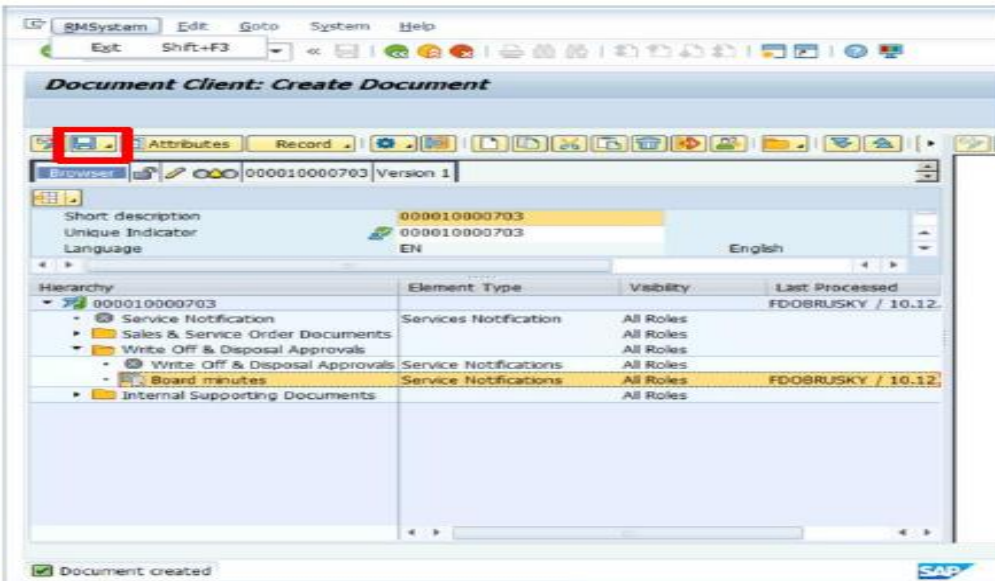 RMSystem Edit Goto System Help
Exit Shift+F3
Document Client: Create Document
Attributes Record
Browser 000010000703 Version 1
Short description 000010000703
Unique Indicator 000010000703
Language EN English
Hierarchy Element Type Visibility Last Processed
000010000703 FDOBRUSKY / 10.12.
Service Notification Services Notification All Roles
Sales & Service Order Documents All Roles
Write Off & Disposal Approvals All Roles
Write Off & Disposal Approvals Service Notifications All Roles
Board minutes Service Notifications All Roles FDOBRUSKY / 10.12.
Internal Supporting Documents All Roles
Document created
SAP